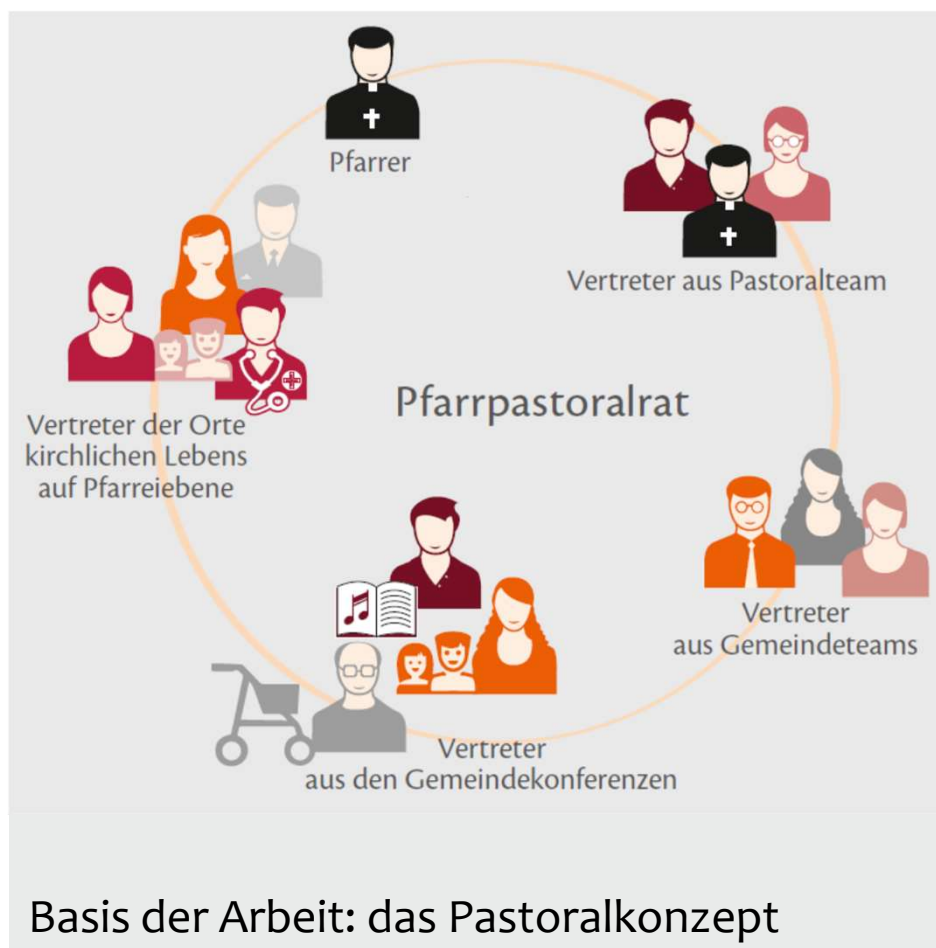 Pfarrer
Vertreter aus Pastoralteam
Pfarrpastoralrat
Vertreter der Orte
kirchlichen Lebens
auf Pfarreiebene
Vertreter
aus Gemeindeteams
Vertreter
aus den Gemeindekonferenzen
Basis der Arbeit: das Pastoralkonzept